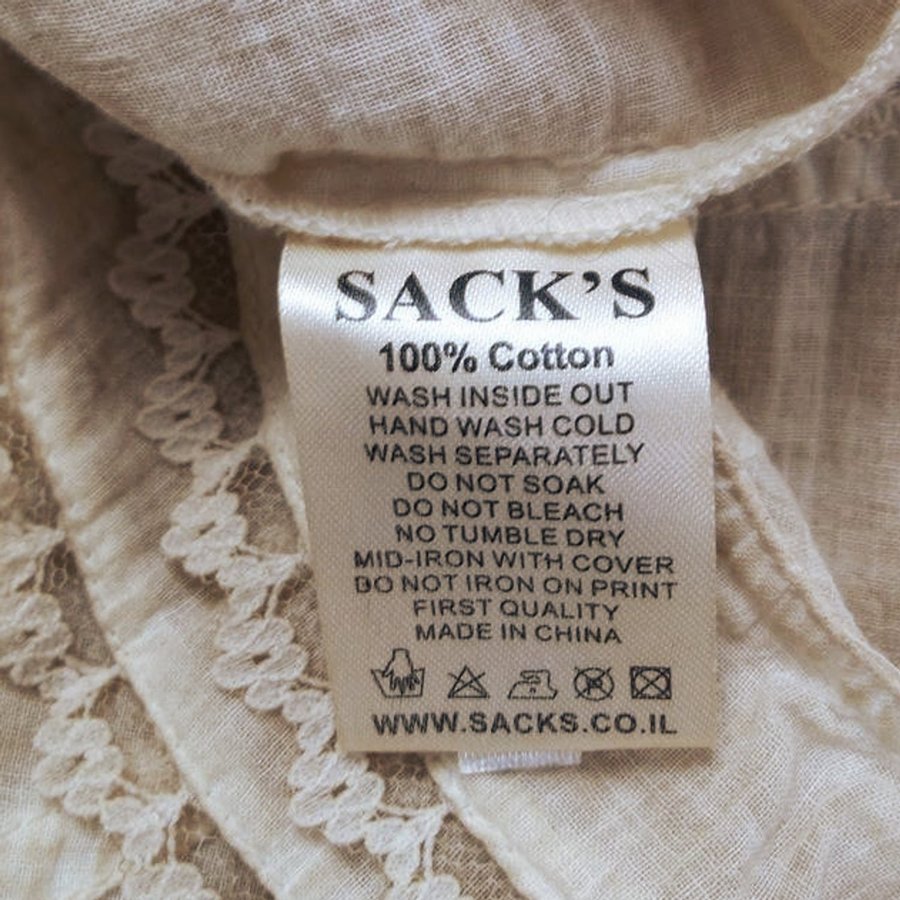 SACK'S
100% Cotton
WASH INSIDE OUT
HAND WASH COLD
WASH SEPARATELY
DO NOT SOAK
DO NOT BLEACH
NO TUMBLE DRY
MID-IRON WITH COVER
DO NOT IRON ON PRINT
FIRST QUALITY
MADE IN CHINA
WWW.SACKS.CO.IL